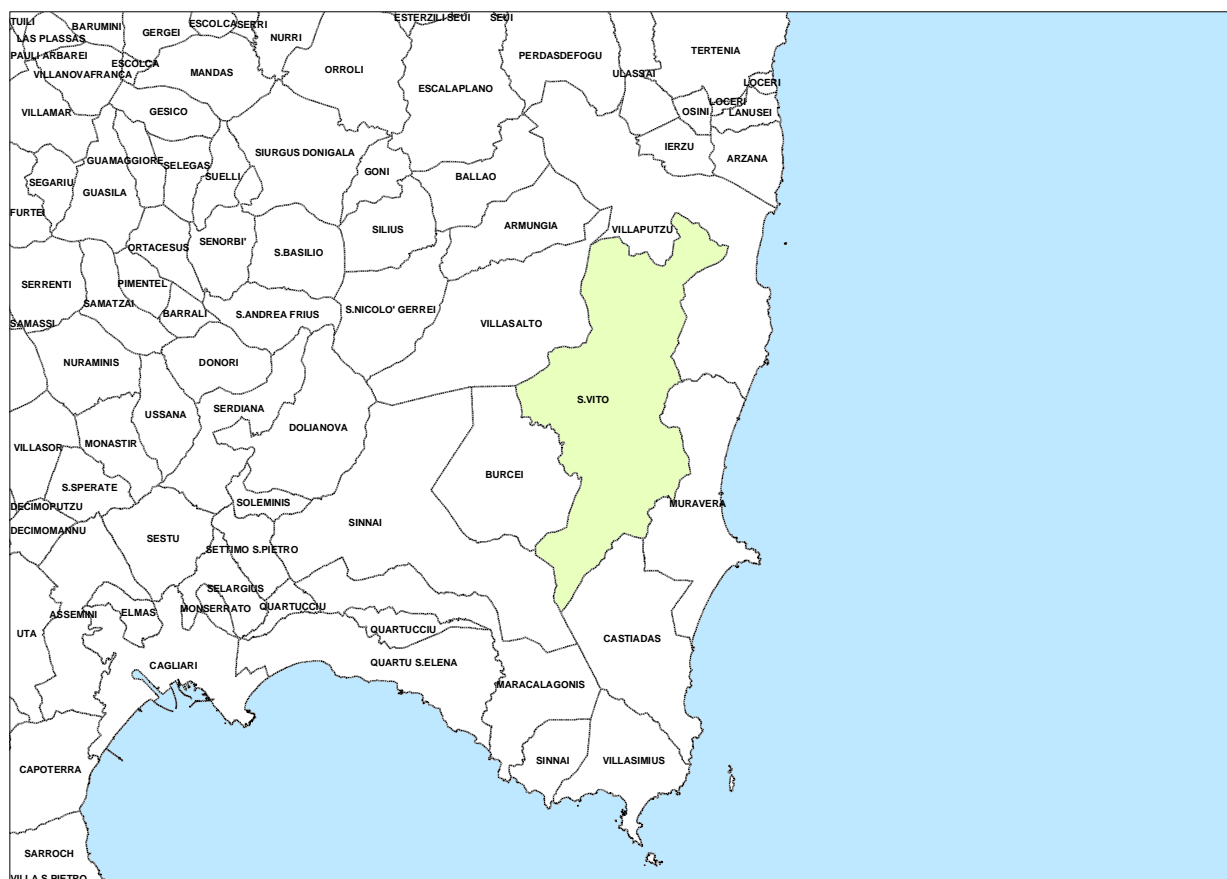 TUILI
BARUMINI
ESCOLCA
SERRI
ESTERZILI
SEUI
SEUI
LAS PLASSAS
GERGEI
NURRI
PAULI ARBAREI
ESCOLCA
VILLANOVAFRANCA
MANDAS
ORROLI
PERDASDEFOGU
TERTENIA
ULASSAI
LOCERI
ESCALAPLANO
VILLAMAR
GESICO
OSINI
LOCERI
LANUSEI
IERZU
ARZANA
GUAMAGGIORE
SELEGAS
SIURGUS DONIGALA
SEGARIU
GUASILA
SUELLI
GONI
BALLAO
FURTEI
SILIUS
ARMUNGIA
VILLAPUTZU
ORTACESUS
SENORBI'
S.BASILIO
SERRENTI
PIMENTEL
SAMATZAI
BARRALI
S.ANDREA FRIUS
S.NICOLO' GERREI
SAMASSI
VILLASALTO
NURAMINIS
DONORI
S.VITO
USSANA
SERDIANA
DOLIANOVA
VILLASOR
MONASTIR
BURCEI
S.SPERATE
DECIMOPUTZU
SOLEMINIS
MURAVERA
DECIMOMANNU
SESTU
SINNAI
SETTIMO S.PIETRO
SELARGIUS
ASSEMINI
ELMAS
MONSERRATO
QUARTUCCIU
UTA
QUARTUCCIU
CASTIADAS
CAGLIARI
QUARTU S.ELENA
MARACALAGONIS
CAPOTERRA
SINNAI
VILLASIMIUS
SARROCH
VILLA S.PIETRO